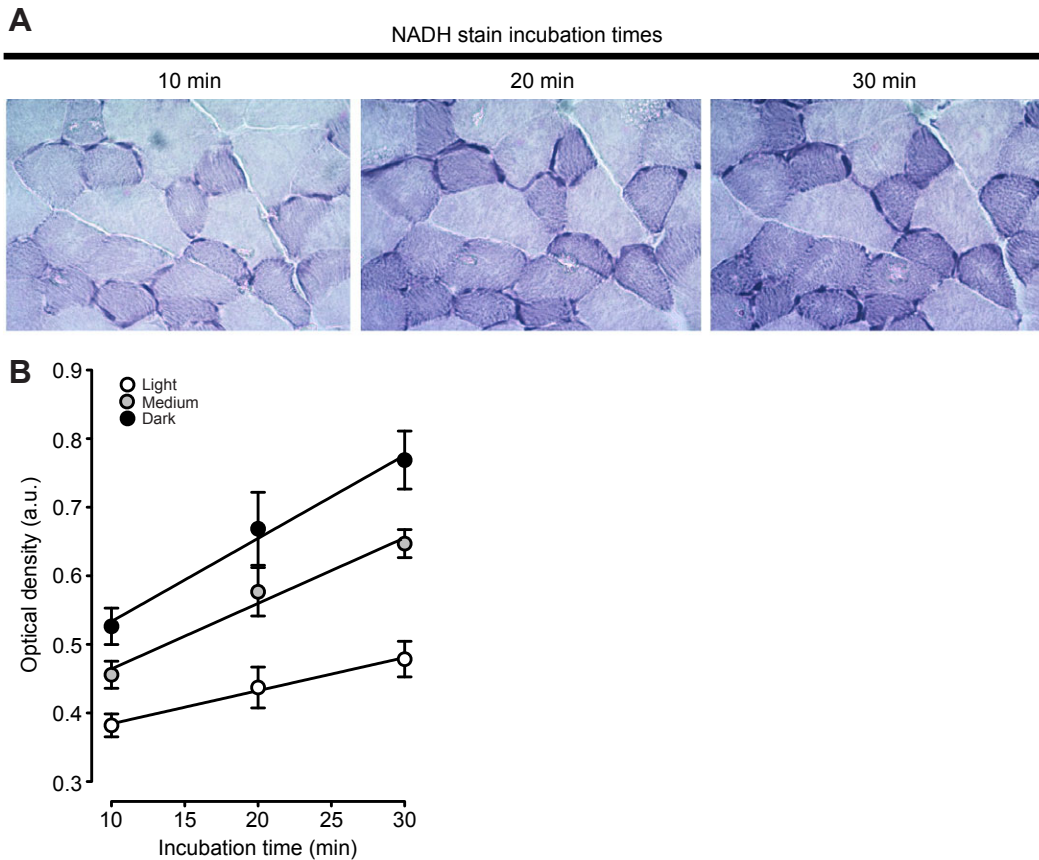 A
NADH stain incubation times
10 min 20 min 30 min
B
Light
Medium
Dark
0.9
0.8
0.7
0.6
0.5
0.4
0.3
Optical density (a.u.)
10 15 20 25 30
Incubation time (min)